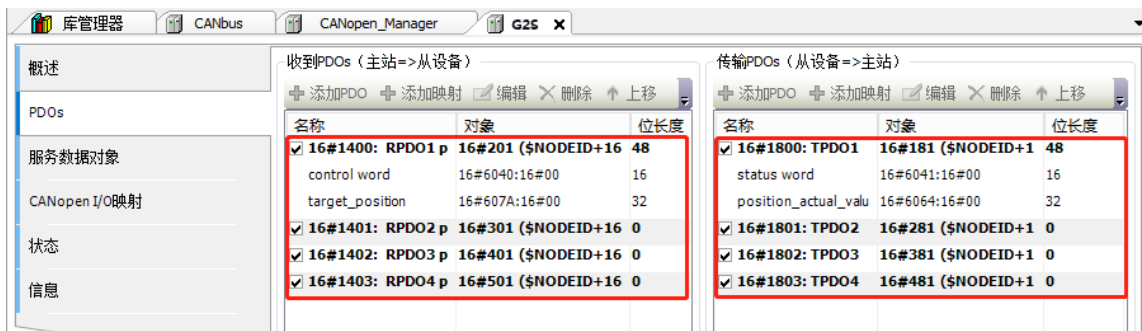 库管理器 CANbus CANopen_Manager G2S
概述
PDOs
服务数据对象
CANopen I/O映射
状态
信息
收到PDOs（主站=>从设备）
添加PDO 添加映射 编辑 删除 上移
名称 对象 位长度
16#1400: RPDO1 p 16#201 ($NODEID+16 48
control word 16#6040:16#00 16
target_position 16#607A:16#00 32
16#1401: RPDO2 p 16#301 ($NODEID+16 0
16#1402: RPDO3 p 16#401 ($NODEID+16 0
16#1403: RPDO4 p 16#501 ($NODEID+16 0
传输PDOs（从设备=>主站）
添加PDO 添加映射 编辑 删除 上移
名称 对象 位长度
16#1800: TPDO1 16#181 ($NODEID+1 48
status word 16#6041:16#00 16
position_actual_valu 16#6064:16#00 32
16#1801: TPDO2 16#281 ($NODEID+1 0
16#1802: TPDO3 16#381 ($NODEID+1 0
16#1803: TPDO4 16#481 ($NODEID+1 0